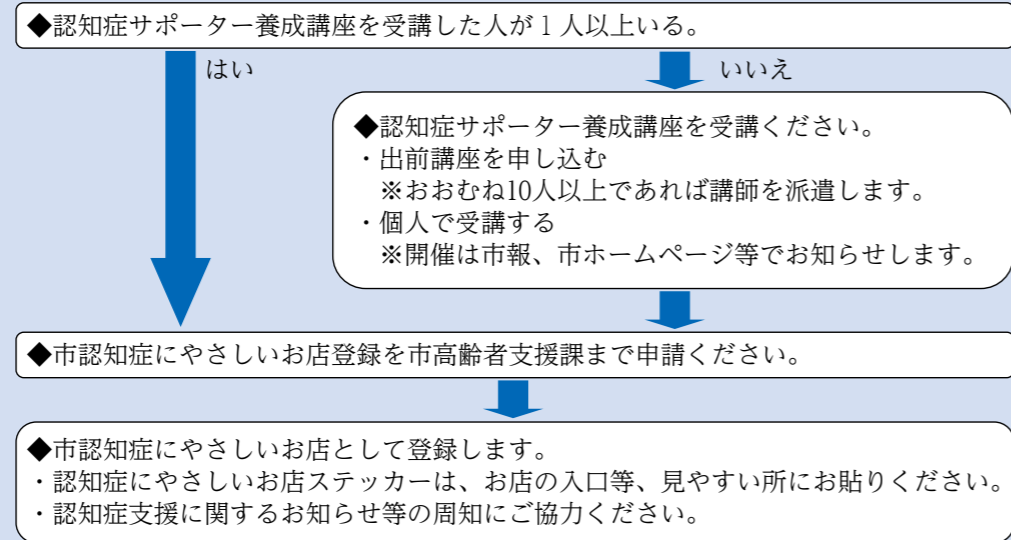 ◆認知症サポーター養成講座を受講した人が１人以上いる。
はい
いいえ
◆認知症サポーター養成講座を受講ください。
・出前講座を申し込む
※おおむね10人以上であれば講師を派遣します。
・個人で受講する
※開催は市報、市ホームページ等でお知らせします。
◆市認知症にやさしいお店登録を市高齢者支援課まで申請ください。
◆市認知症にやさしいお店として登録します。
・認知症にやさしいお店ステッカーは、お店の入口等、見やすい所にお貼りください。
・認知症支援に関するお知らせ等の周知にご協力ください。